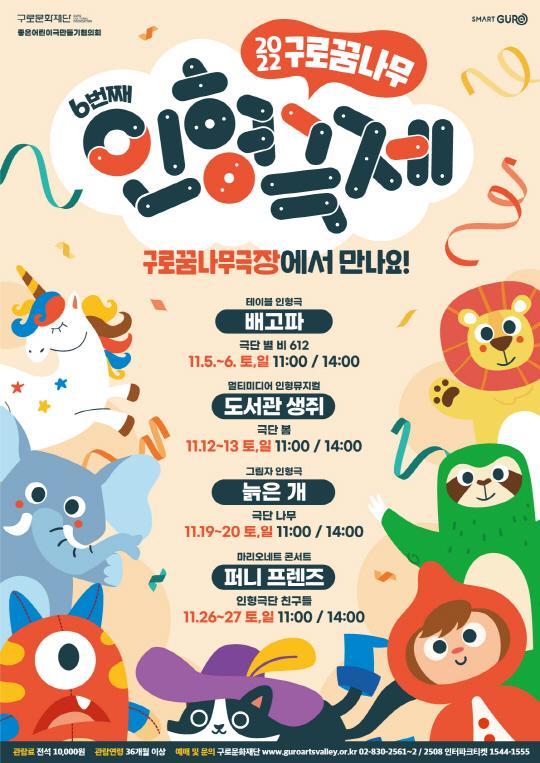 구로문화재단
좋은어린이극만들기협의회
SMART GURO
2022 구로꿈나무
6번째
인형극제
구로꿈나무극장에서 만나요!
테이블 인형극
배고파
극단 별 비 612
11.5.~6. 토,일 11:00 / 14:00
멀티미디어 인형뮤지컬
도서관 생쥐
극단 봄
11.12~13 토,일 11:00 / 14:00
그림자 인형극
늙은 개
극단 나무
11.19~20 토,일 11:00 / 14:00
마리오네트 콘서트
퍼니 프렌즈
인형극단 친구들
11.26~27 토,일 11:00 / 14:00
관람료 전석 10,000원 관람연령 36개월 이상 예매 및 문의 구로문화재단 www.guroartsvalley.or.kr 02-830-2561~2 / 2508 인터파크티켓 1544-1555